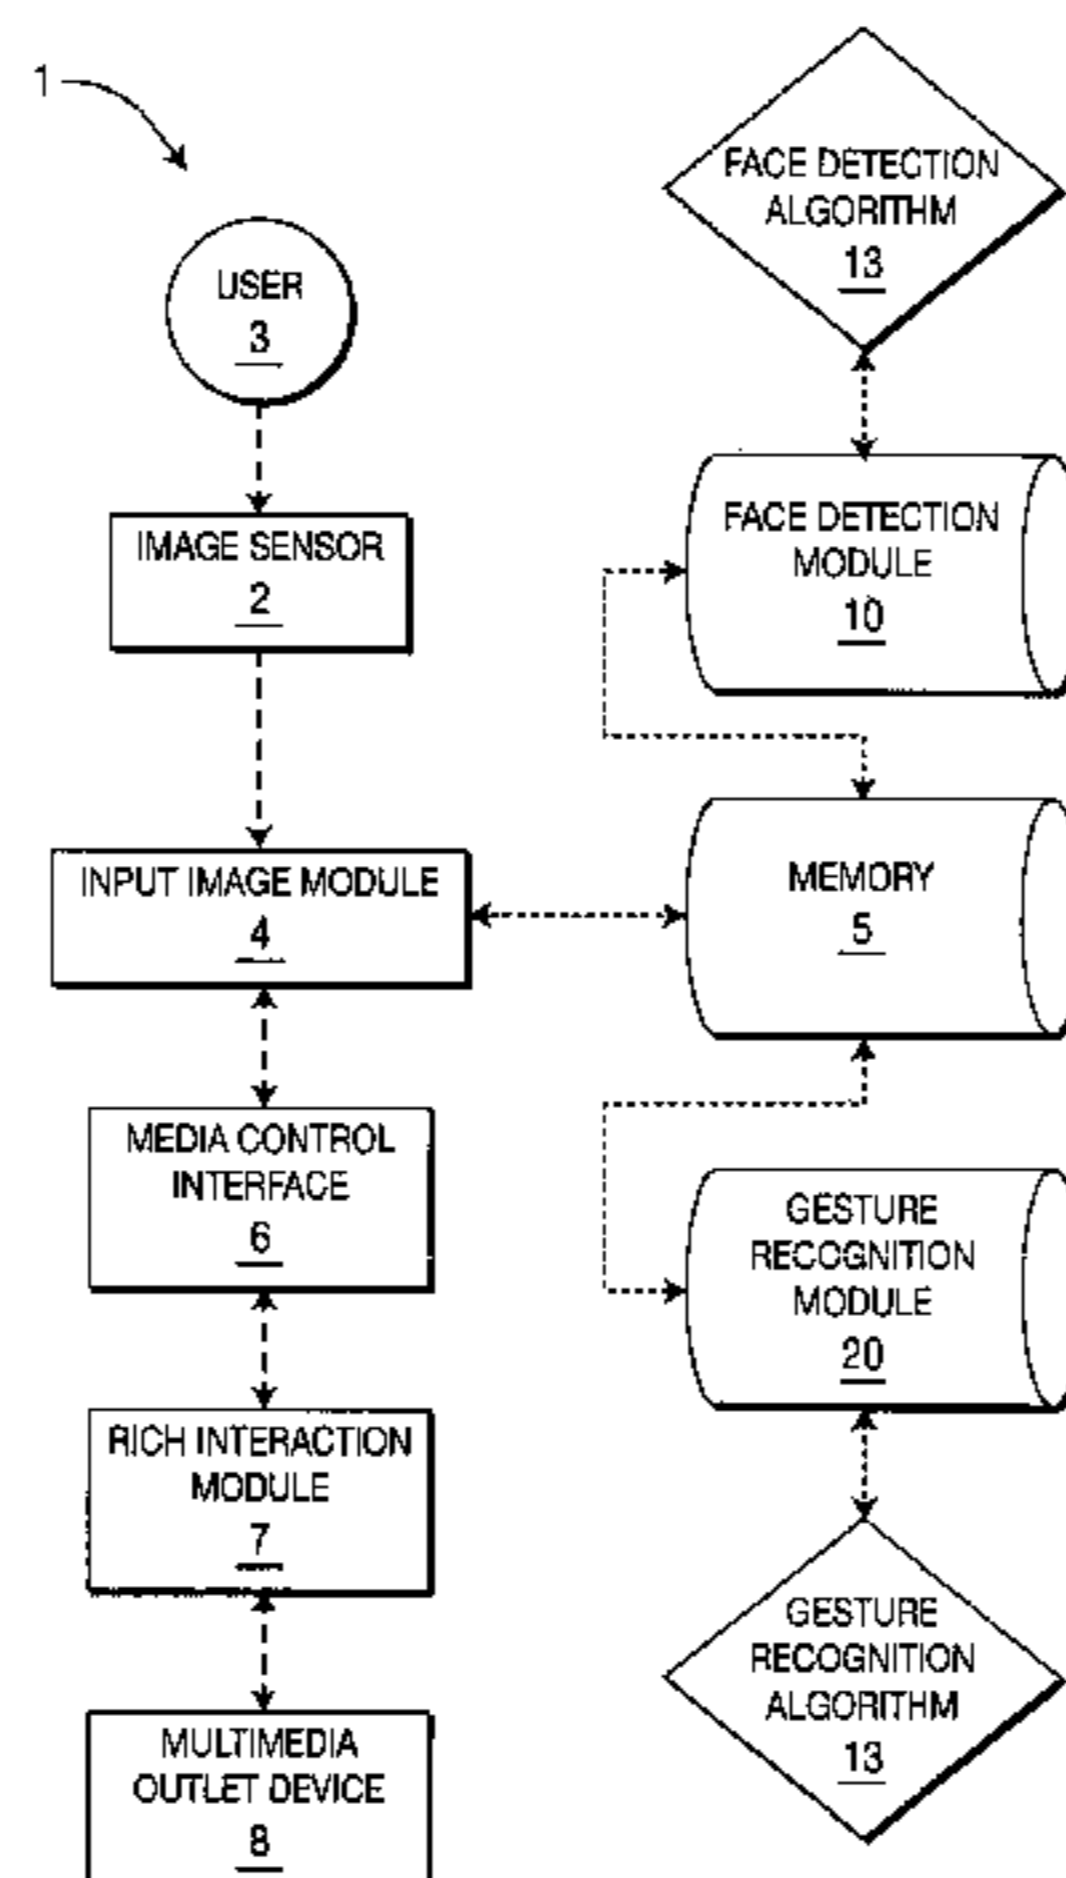 1
USER
3
IMAGE SENSOR
2
INPUT IMAGE MODULE
4
MEDIA CONTROL
INTERFACE
6
RICH INTERACTION
MODULE
7
MULTIMEDIA
OUTLET DEVICE
8
FACE DETECTION
ALGORITHM
13
FACE DETECTION
MODULE
10
MEMORY
5
GESTURE
RECOGNITION
MODULE
20
GESTURE
RECOGNITION
ALGORITHM
13